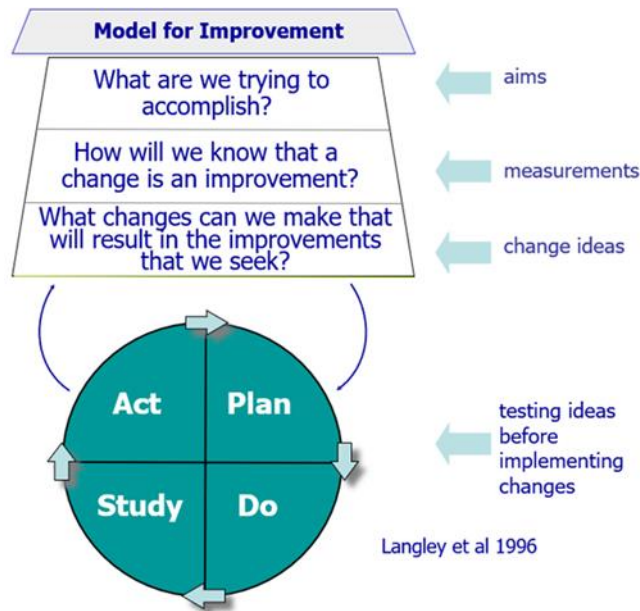 Model for Improvement
What are we trying to
accomplish?
aims
How will we know that a
change is an improvement?
measurements
What changes can we make that
will result in the improvements
that we seek?
change ideas
Act
Plan
Study
Do
testing ideas
before
implementing
changes
Langley et al 1996